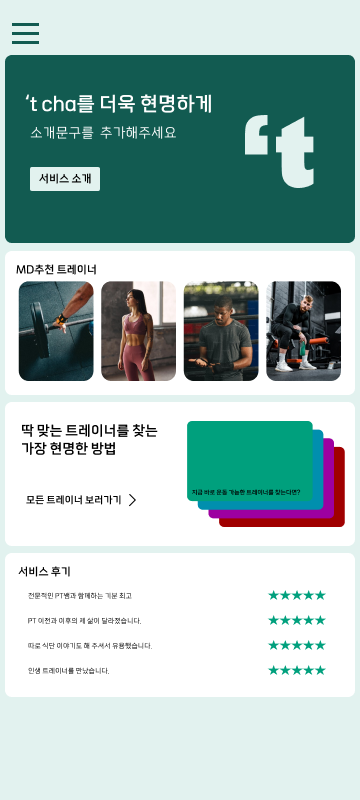 ‘t cha를 더욱 현명하게
소개문구를 추가해주세요
‘t
서비스 소개
MD추천 트레이너
딱 맞는 트레이너를 찾는
가장 현명한 방법
지금 바로 운동 가능한 트레이너를 찾는다면?
모든 트레이너 보러가기
서비스 후기
전문적인 PT쌤과 함께하는 기분 최고
PT 이전과 이후의 제 삶이 달라졌습니다.
따로 식단 이야기도 해 주셔서 유용했습니다.
인생 트레이너를 만났습니다.